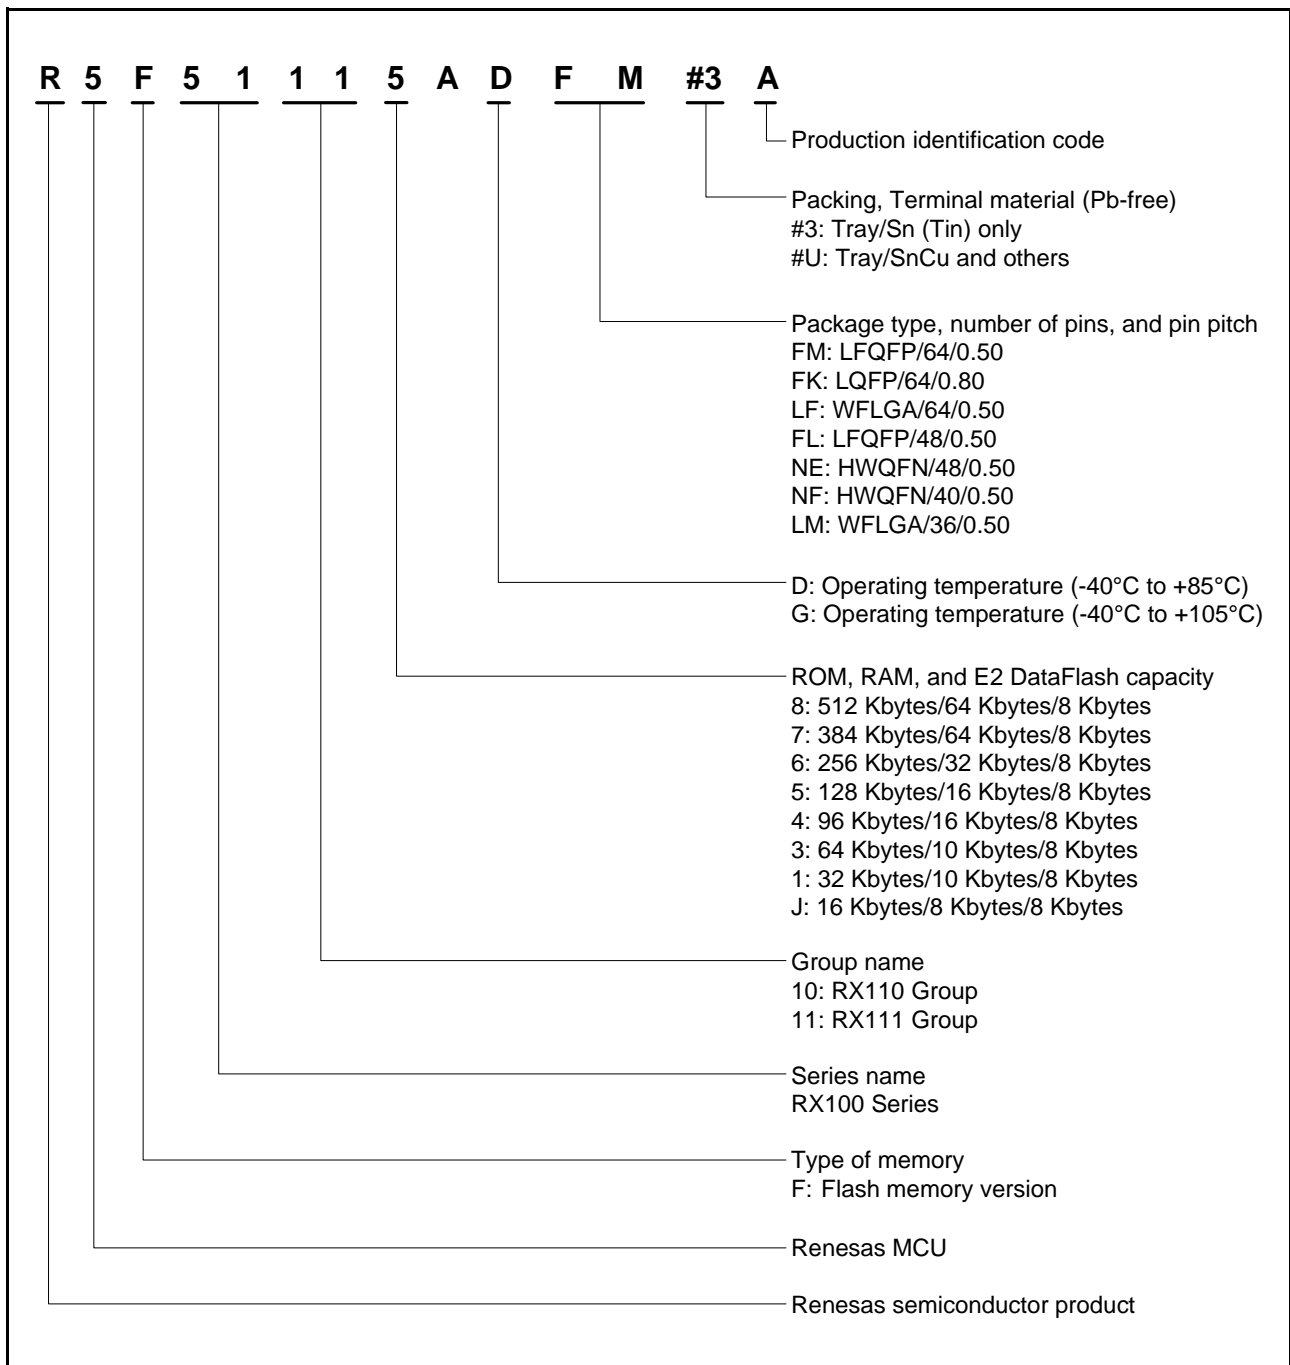 R 5 F 5 1 1 1 5 A D F M #3 A
Production identification code
Packing, Terminal material (Pb-free)
#3: Tray/Sn (Tin) only
#U: Tray/SnCu and others
Package type, number of pins, and pin pitch
FM: LFQFP/64/0.50
FK: LQFP/64/0.80
LF: WFLGA/64/0.50
FL: LFQFP/48/0.50
NE: HWQFN/48/0.50
NF: HWQFN/40/0.50
LM: WFLGA/36/0.50
D: Operating temperature (-40°C to +85°C)
G: Operating temperature (-40°C to +105°C)
ROM, RAM, and E2 DataFlash capacity
8: 512 Kbytes/64 Kbytes/8 Kbytes
7: 384 Kbytes/64 Kbytes/8 Kbytes
6: 256 Kbytes/32 Kbytes/8 Kbytes
5: 128 Kbytes/16 Kbytes/8 Kbytes
4: 96 Kbytes/16 Kbytes/8 Kbytes
3: 64 Kbytes/10 Kbytes/8 Kbytes
1: 32 Kbytes/10 Kbytes/8 Kbytes
J: 16 Kbytes/8 Kbytes/8 Kbytes
Group name
10: RX110 Group
11: RX111 Group
Series name
RX100 Series
Type of memory
F: Flash memory version
Renesas MCU
Renesas semiconductor product